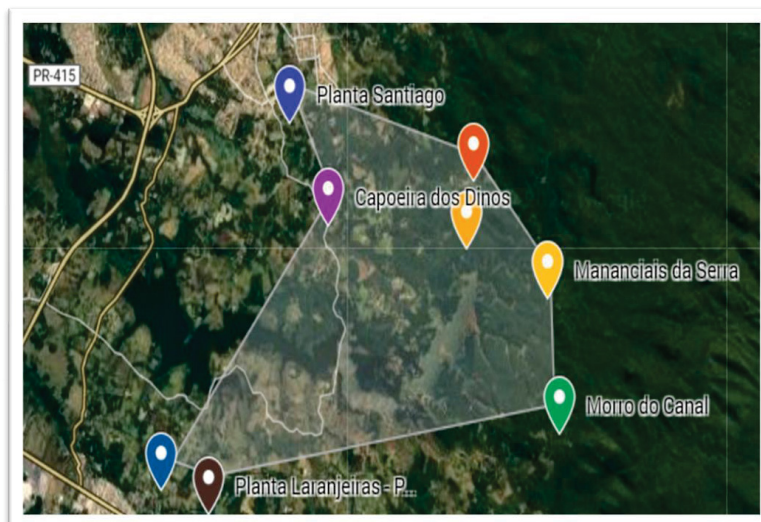 PR-415
Planta Santiago
Capoeira dos Dinos
Mananciais da Serra
Morro do Canal
Planta Laranjeiras - P...